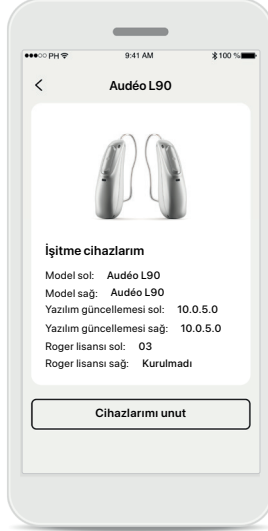 ●●●○○ PH 9:41 AM 100 %
Audéo L90
İşitme cihazlarım
Model sol: Audéo L90
Model sağ: Audéo L90
Yazılım güncellemesi sol: 10.0.5.0
Yazılım güncellemesi sağ: 10.0.5.0
Roger lisansı sol: 03
Roger lisansı sağ: Kurulmadı
Cihazlarımı unut